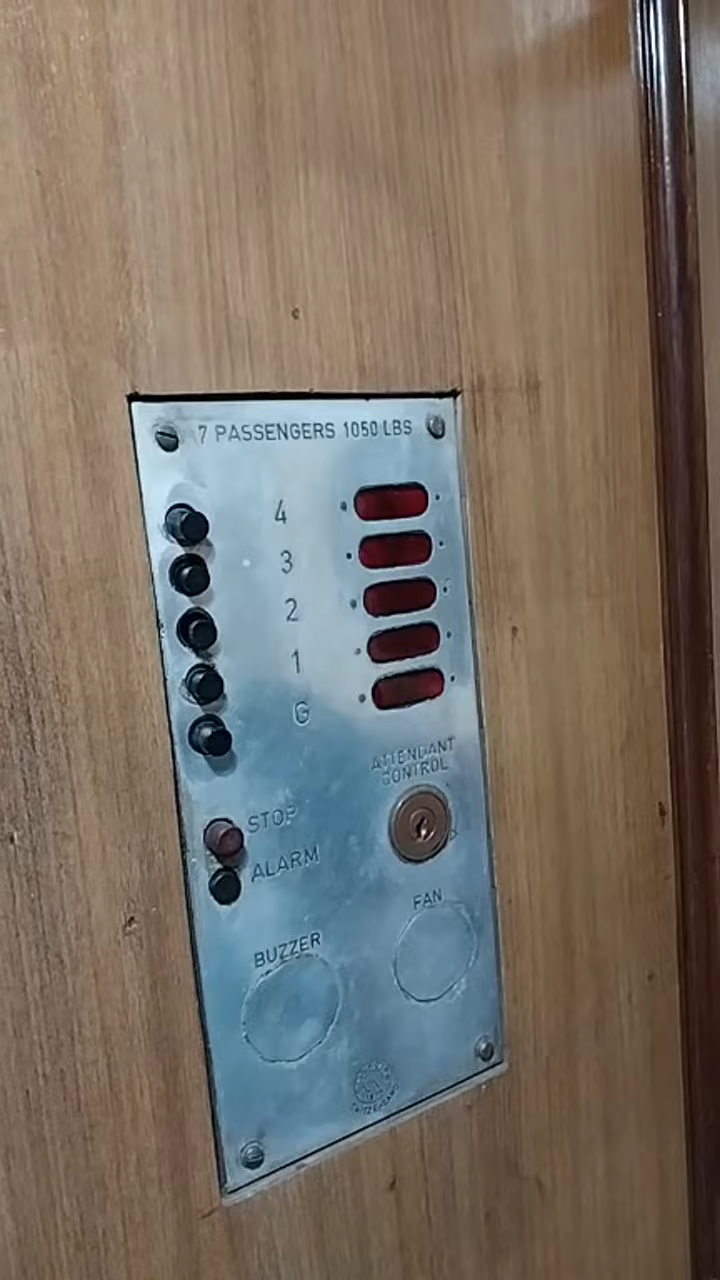 7 PASSENGERS 1050 LBS
4
3
2
1
G
ATTENDANT
CONTROL
STOP
ALARM
FAN
BUZZER